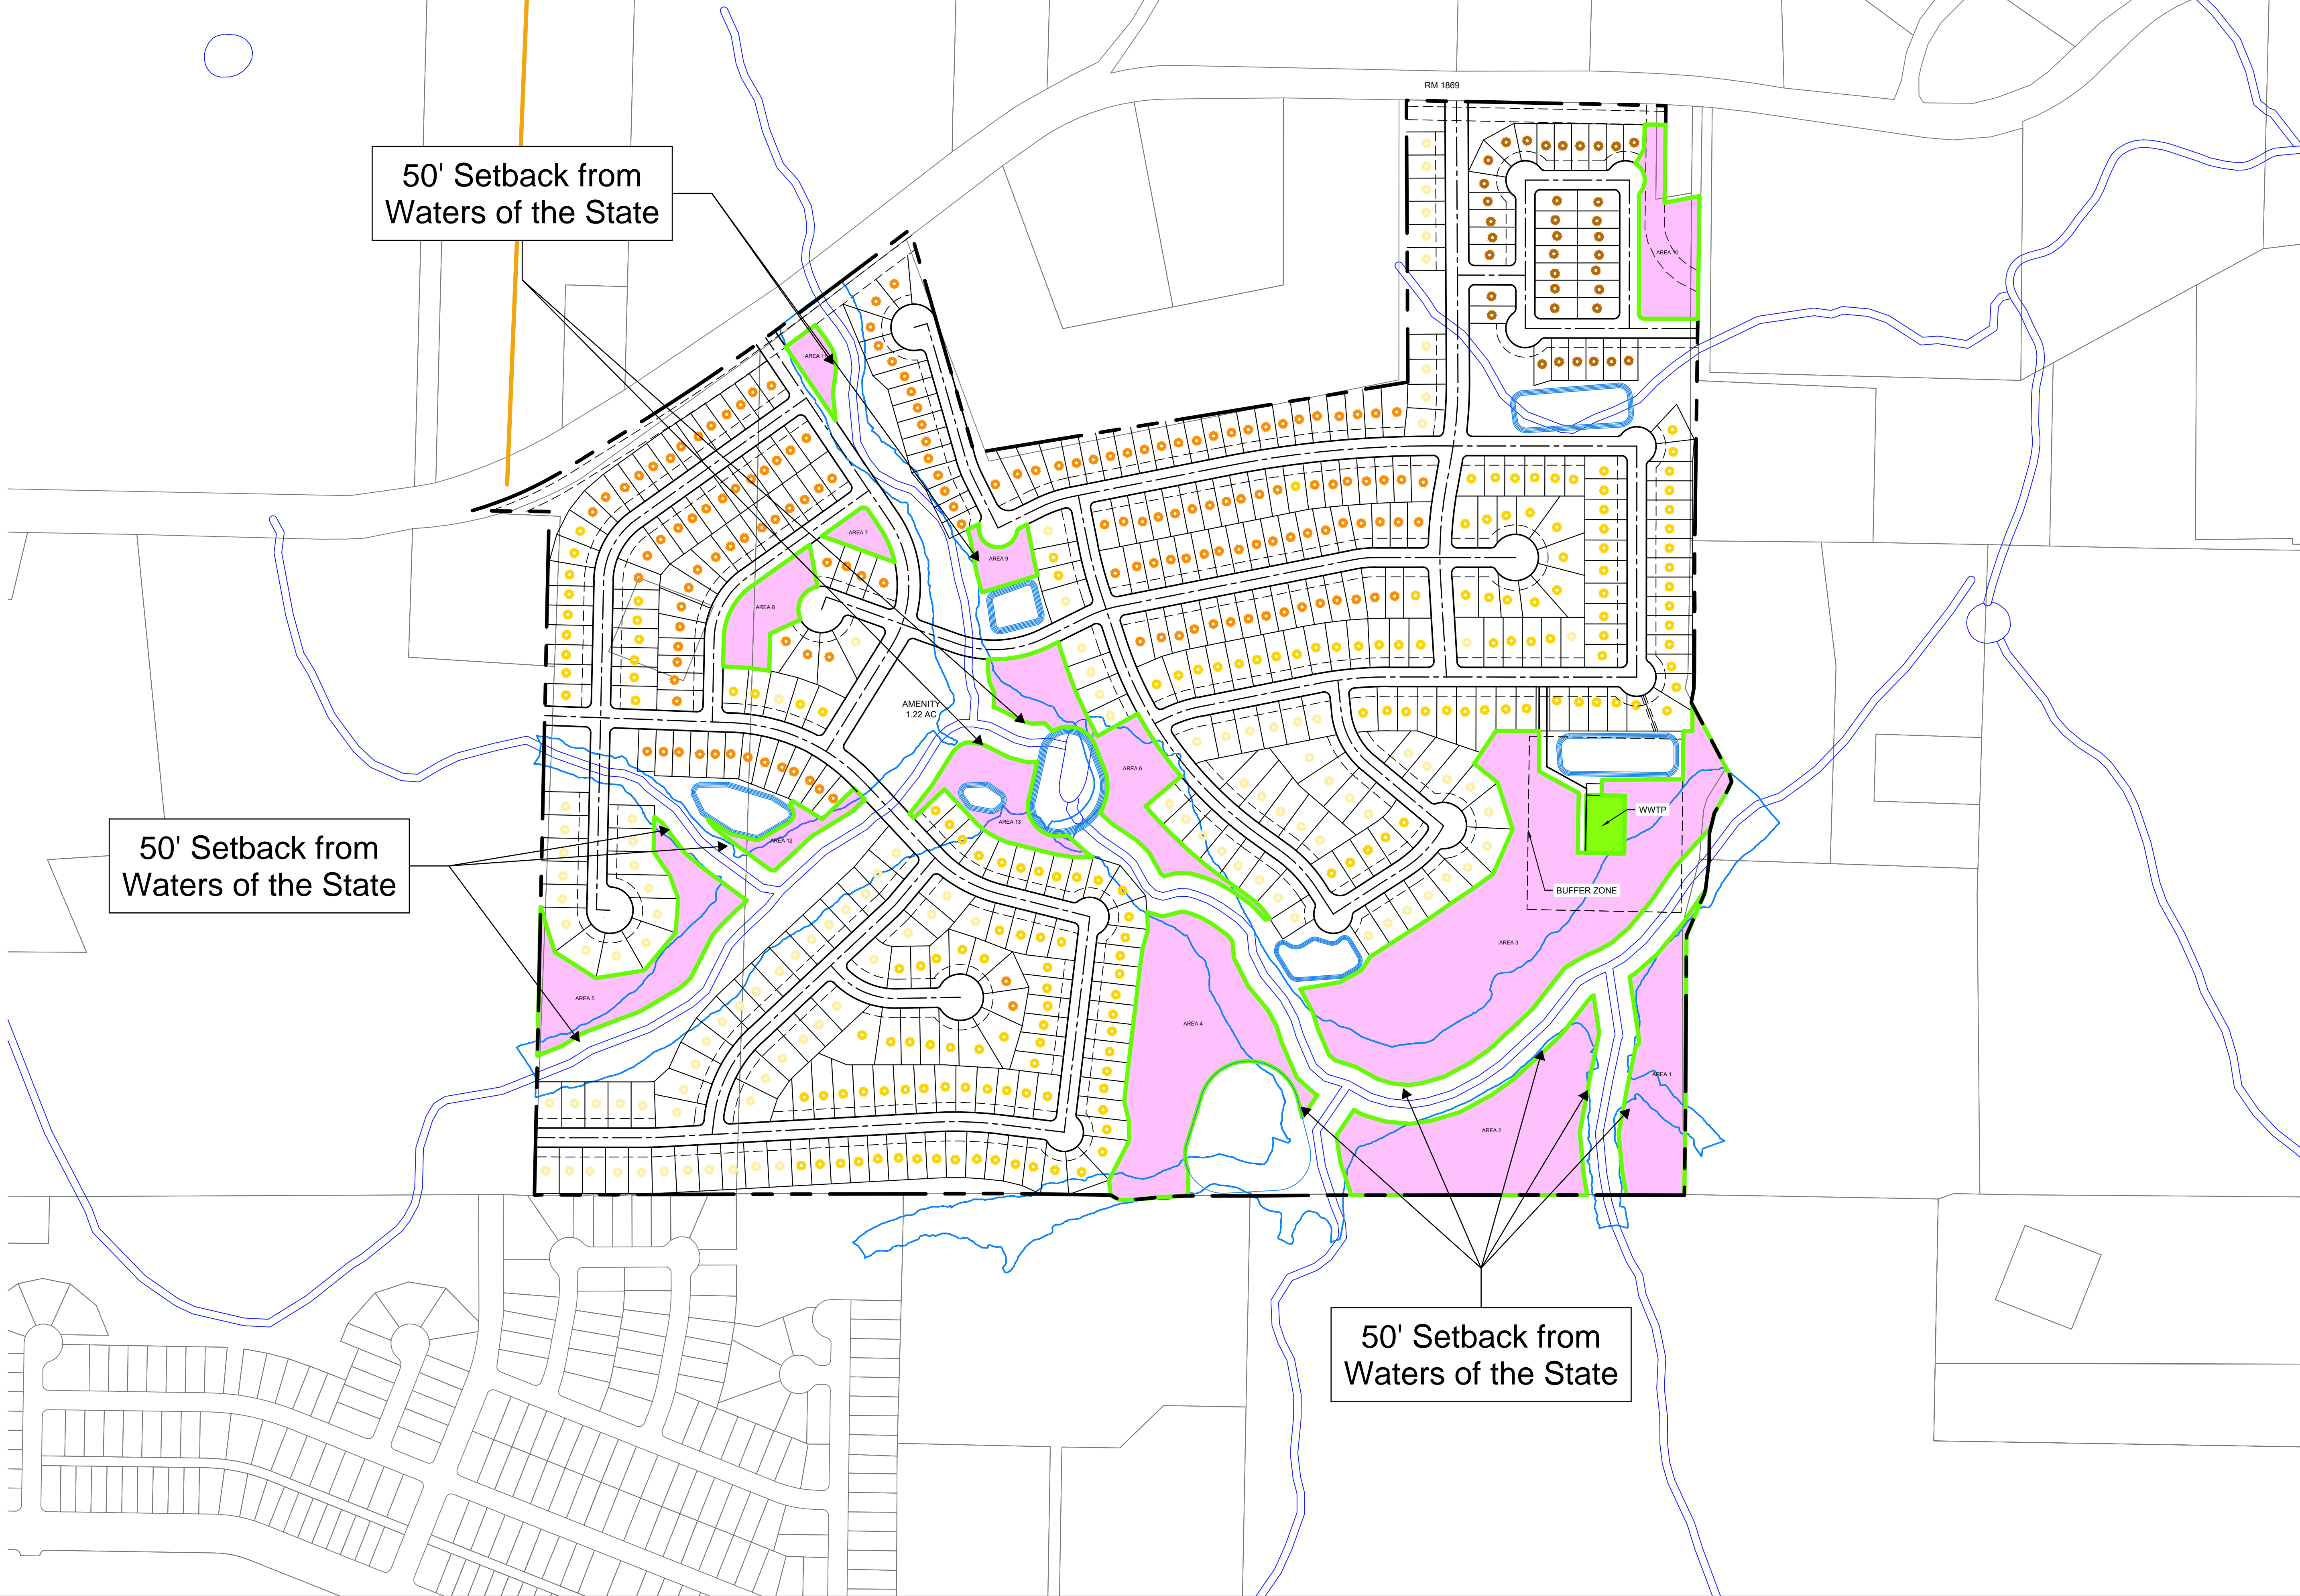 RM 1869
50' Setback from
Waters of the State
AREA 10
AREA 11
AREA 7
AREA 9
AREA 8
AMENITY
1.22 AC
AREA 6
WWTP
AREA 13
AREA 12
50' Setback from
Waters of the State
BUFFER ZONE
AREA 3
AREA 5
AREA 4
AREA 1
AREA 2
50' Setback from
Waters of the State